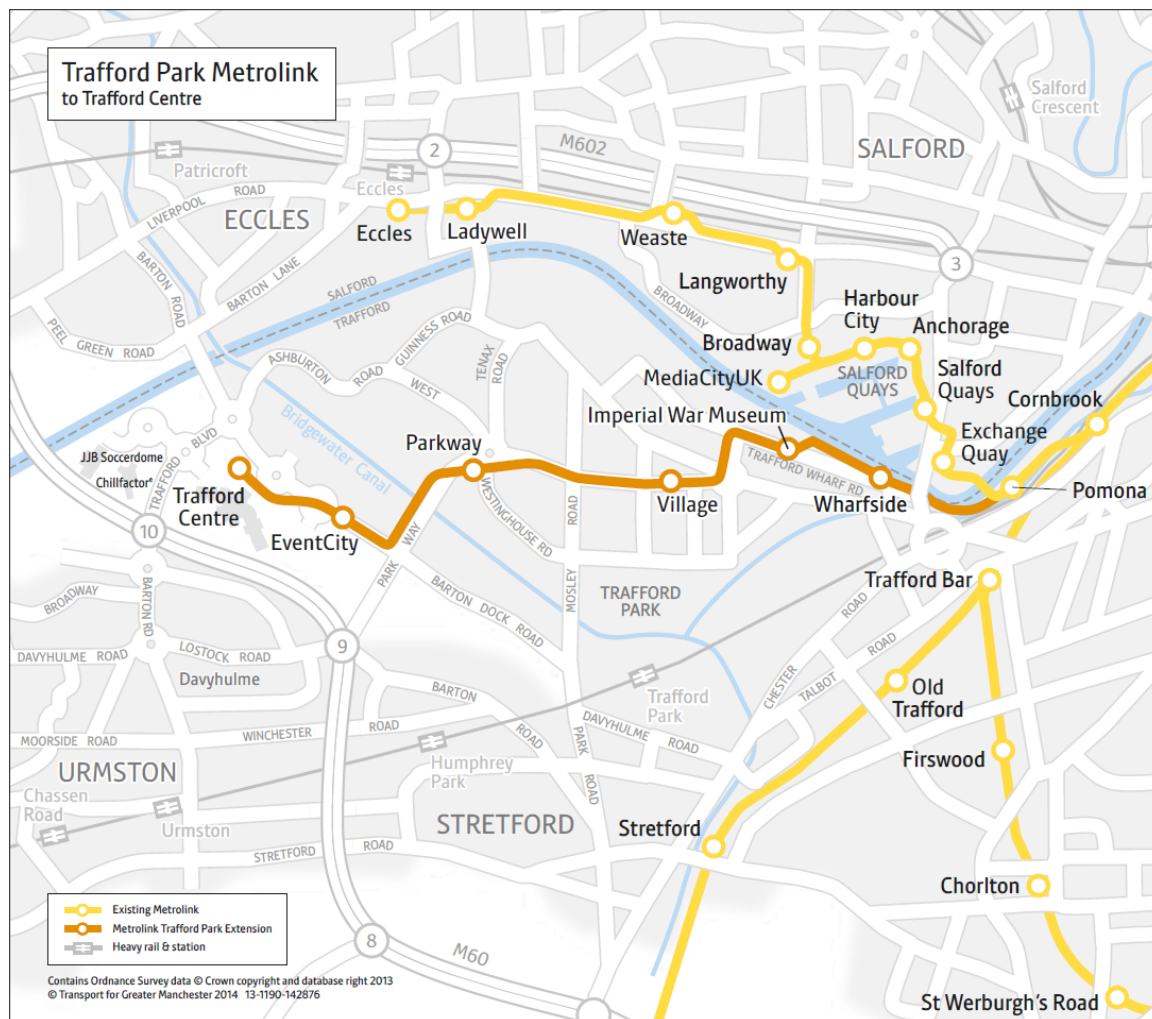 Trafford Park Metrolink
to Trafford Centre
Salford
Crescent
M602
2
SALFORD
Patricroft
Eccles
LIVERPOOL ROAD
ECCLES
Eccles
Ladywell
Weaste
BARTON ROAD
BARTON LANE
SALFORD
TRAFFORD
Langworthy
3
BROADWAY
Harbour
City
Anchorage
PEEL GREEN ROAD
GUINNESS ROAD
Broadway
SALFORD
QUAYS
Salford
Quays
ASHBURTON ROAD WEST
TENAX
ROAD
MediaCityUK
Cornbrook
Imperial War Museum
Exchange
Quay
Bridgewater Canal
Parkway
JJB Soccerdome
Chillfactore
TRAFFORD BLVD
TRAFFORD WHARF RD
Trafford
Centre
Village
Wharfside
Pomona
10
EventCity
WESTINGHOUSE RD
PARK WAY
MOSLEY ROAD
BARTON DOCK ROAD
TRAFFORD
PARK
Trafford Bar
BROADWAY
BARTON RD
CHESTER ROAD
TALBOT ROAD
DAVYHULME ROAD
LOSTOCK ROAD
9
Davyhulme
BARTON ROAD
Trafford
Park
Old
Trafford
DAVYHULME ROAD
MOORSIDE ROAD
WINCHESTER ROAD
PARK ROAD
Firswood
URMSTON
Humphrey
Park
Chassen
Road
Urmston
STRETFORD
Stretford
STRETFORD ROAD
Chorlton
Existing Metrolink
Metrolink Trafford Park Extension
Heavy rail & station
8
M60
Contains Ordnance Survey data © Crown copyright and database right 2013
© Transport for Greater Manchester 2014 13-1190-142876
St Werburgh's Road